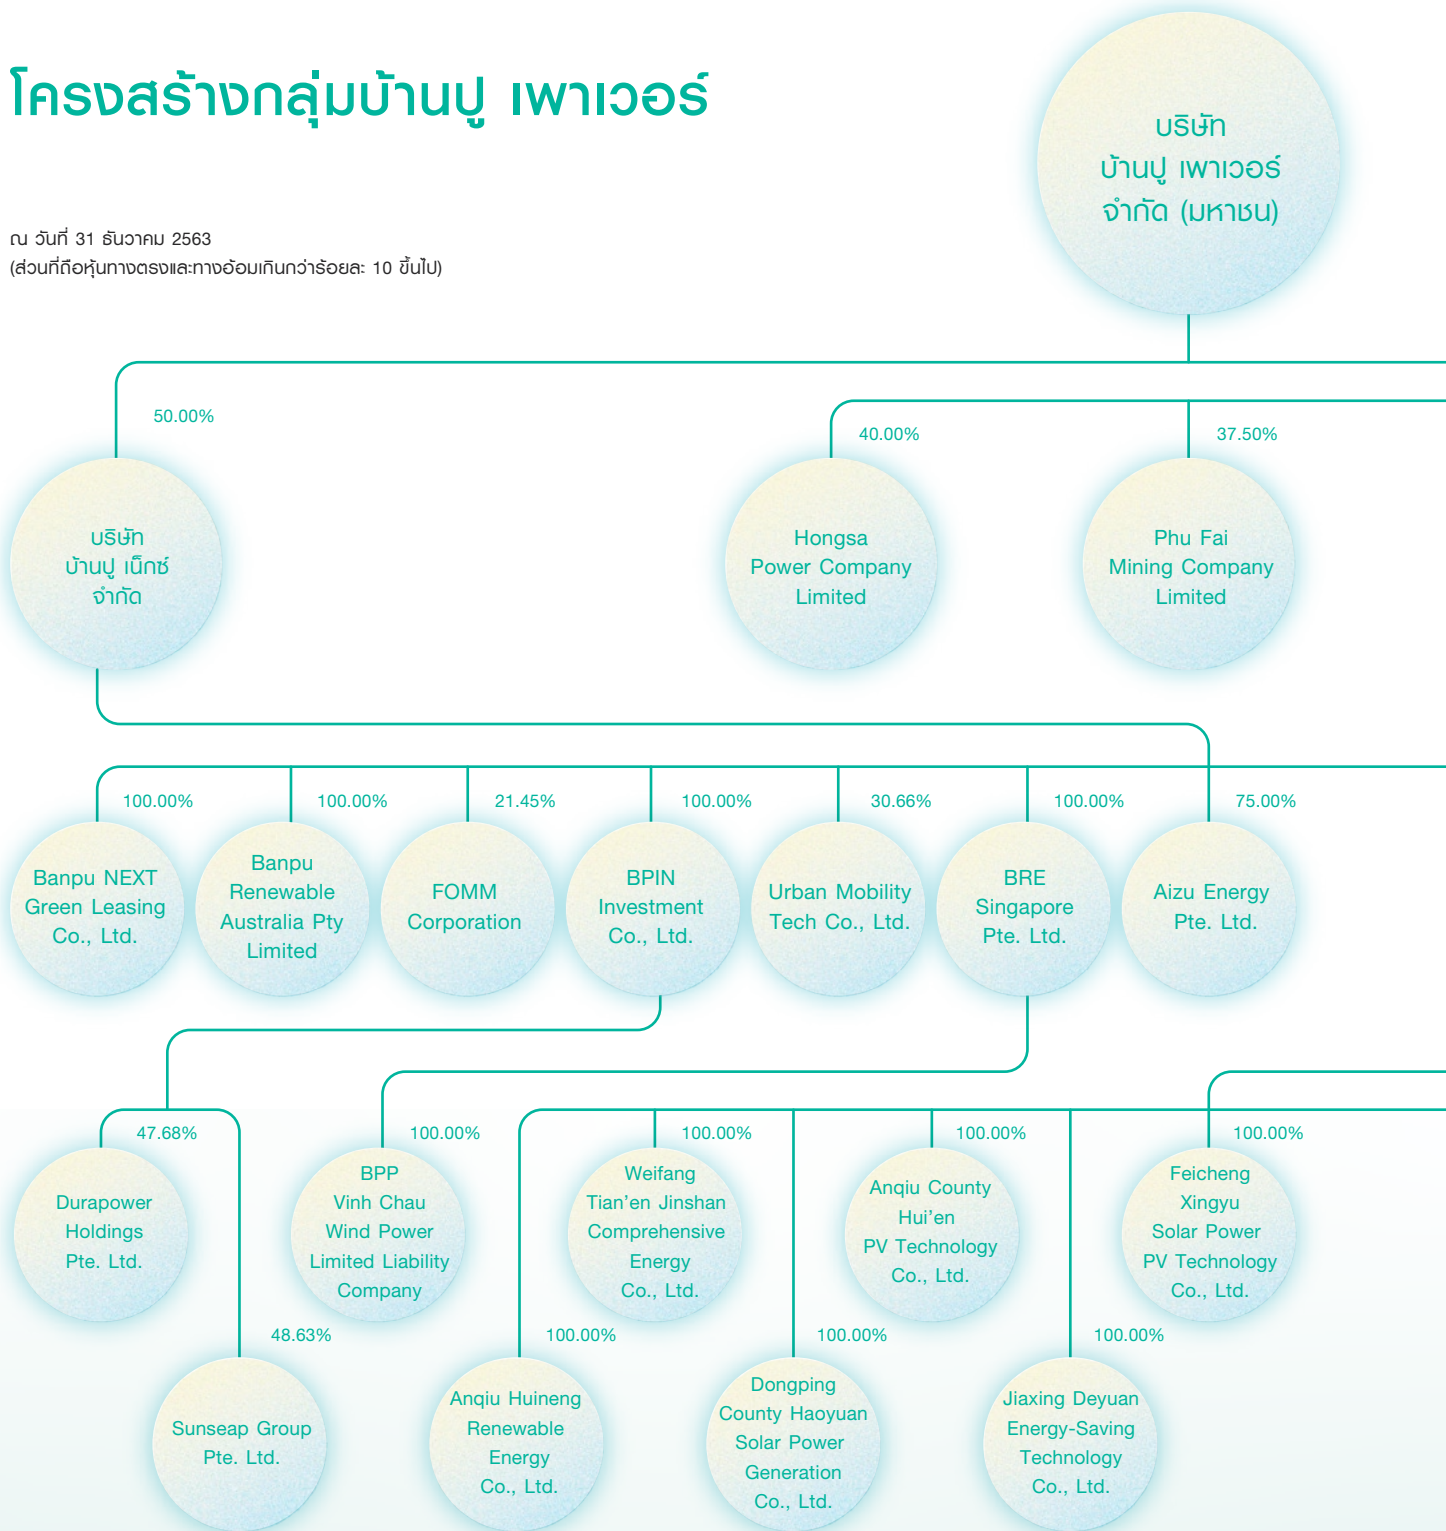 โครงสร้างกลุ่มบ้านปู เพาเวอร์
ณ วันที่ 31 ธันวาคม 2563
(ส่วนที่ถือหุ้นทางตรงและทางอ้อมเกินกว่าร้อยละ 10 ขึ้นไป)
บริษัท
บ้านปู เพาเวอร์
จำกัด (มหาชน)
50.00%
บริษัท
บ้านปู เน็กซ์
จำกัด
40.00%
Hongsa
Power Company
Limited
37.50%
Phu Fai
Mining Company
Limited
100.00%
Banpu NEXT
Green Leasing
Co., Ltd.
100.00%
Banpu
Renewable
Australia Pty
Limited
21.45%
FOMM
Corporation
100.00%
BPIN
Investment
Co., Ltd.
30.66%
Urban Mobility
Tech Co., Ltd.
100.00%
BRE
Singapore
Pte. Ltd.
75.00%
Aizu Energy
Pte. Ltd.
47.68%
Durapower
Holdings
Pte. Ltd.
100.00%
BPP
Vinh Chau
Wind Power
Limited Liability
Company
100.00%
Weifang
Tian'en Jinshan
Comprehensive
Energy
Co., Ltd.
100.00%
Anqiu County
Hui'en
PV Technology
Co., Ltd.
100.00%
Feicheng
Xingyu
Solar Power
PV Technology
Co., Ltd.
48.63%
Sunseap Group
Pte. Ltd.
100.00%
Anqiu Huineng
Renewable
Energy
Co., Ltd.
100.00%
Dongping
County Haoyuan
Solar Power
Generation
Co., Ltd.
100.00%
Jiaxing Deyuan
Energy-Saving
Technology
Co., Ltd.